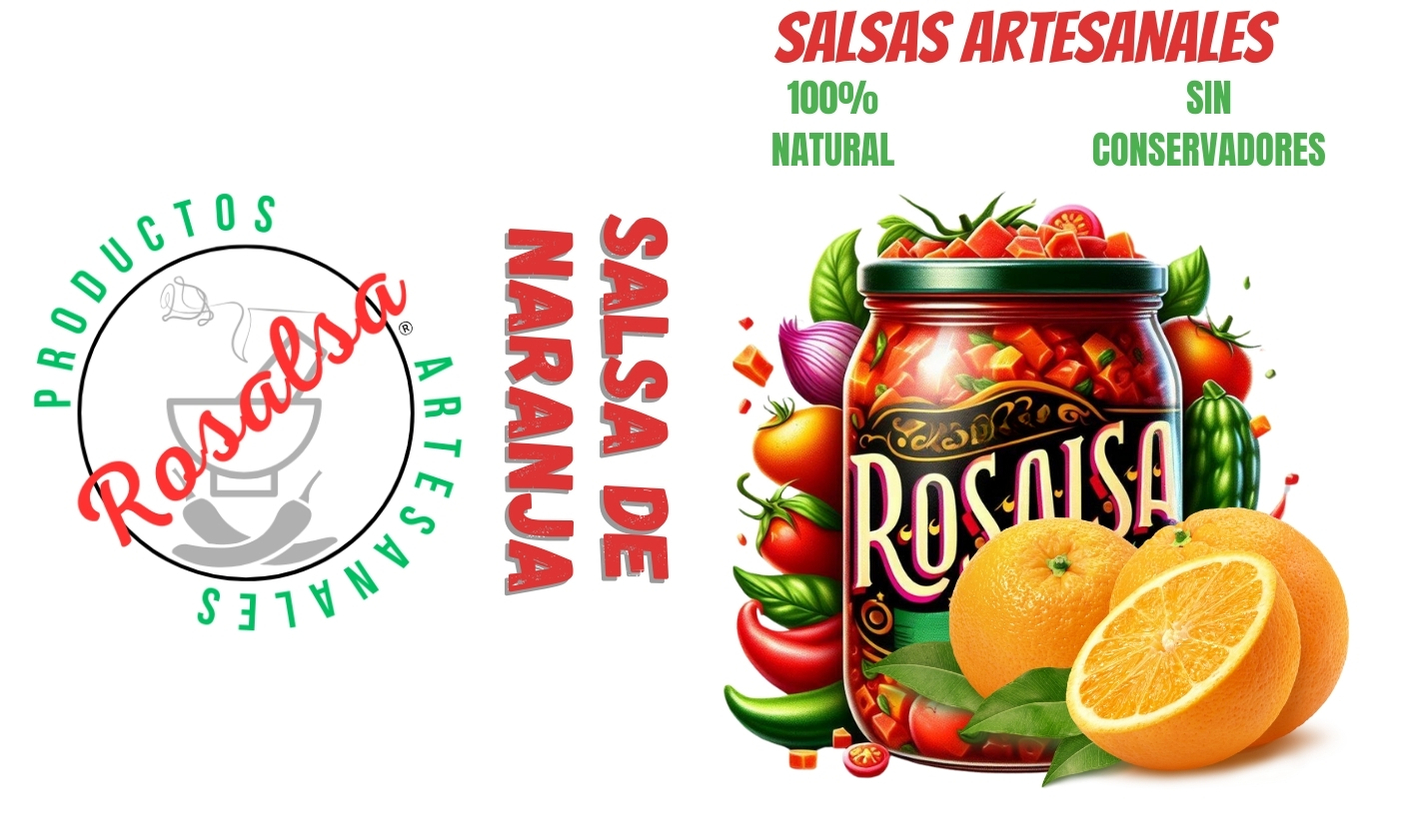 SALSAS ARTESANALES
100%
NATURAL
SIN
CONSERVADORES
PRODUCTOS ARTESANALES
Rosalsa
®
SALSA DE
NARANJA
ROSALSA